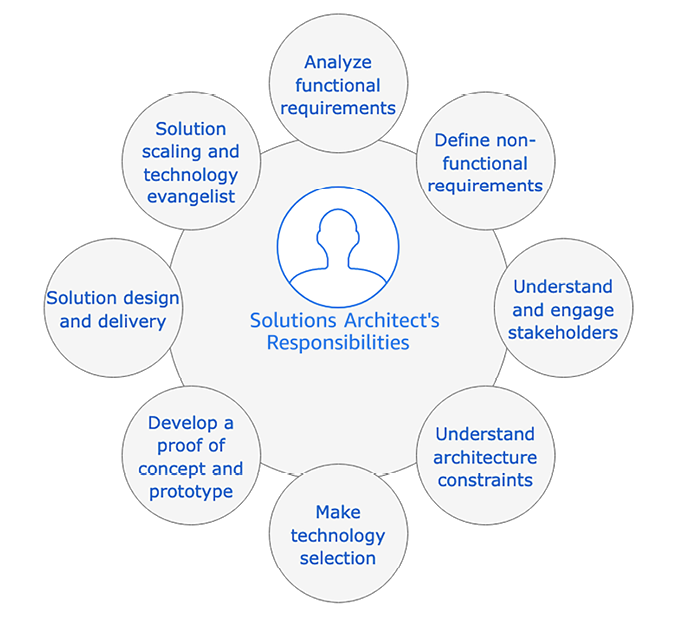 Analyze
functional
requirements
Define non-
functional
requirements
Understand
and engage
stakeholders
Understand
architecture
constraints
Make
technology
selection
Develop a
proof of
concept and
prototype
Solution design
and delivery
Solution
scaling and
technology
evangelist
Solutions Architect's
Responsibilities